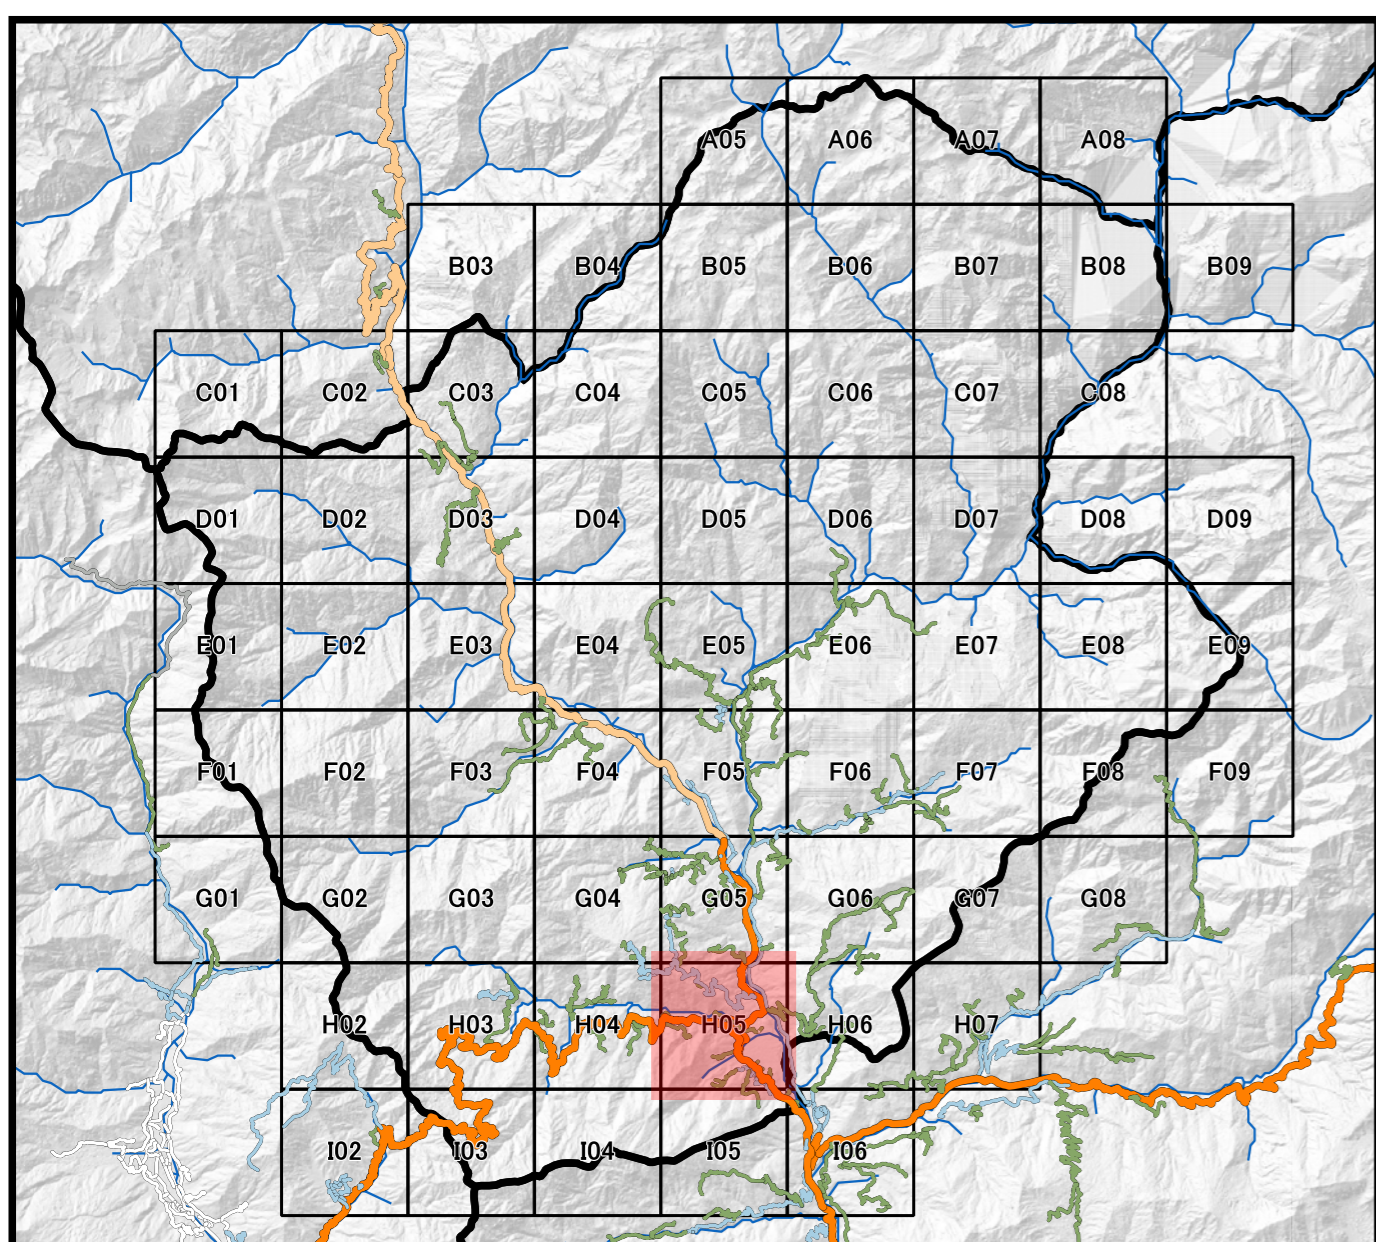 A05 A06 A07 A08
B03 B04 B05 B06 B07 B08 B09
C01 C02 C03 C04 C05 C06 C07 C08
D01 D02 D03 D04 D05 D06 D07 D08 D09
E01 E02 E03 E04 E05 E06 E07 E08 E09
F01 F02 F03 F04 F05 F06 F07 F08 F09
G01 G02 G03 G04 G05 G06 G07 G08
H02 H03 H04 H05 H06 H07
I02 I03 I04 I05 I06